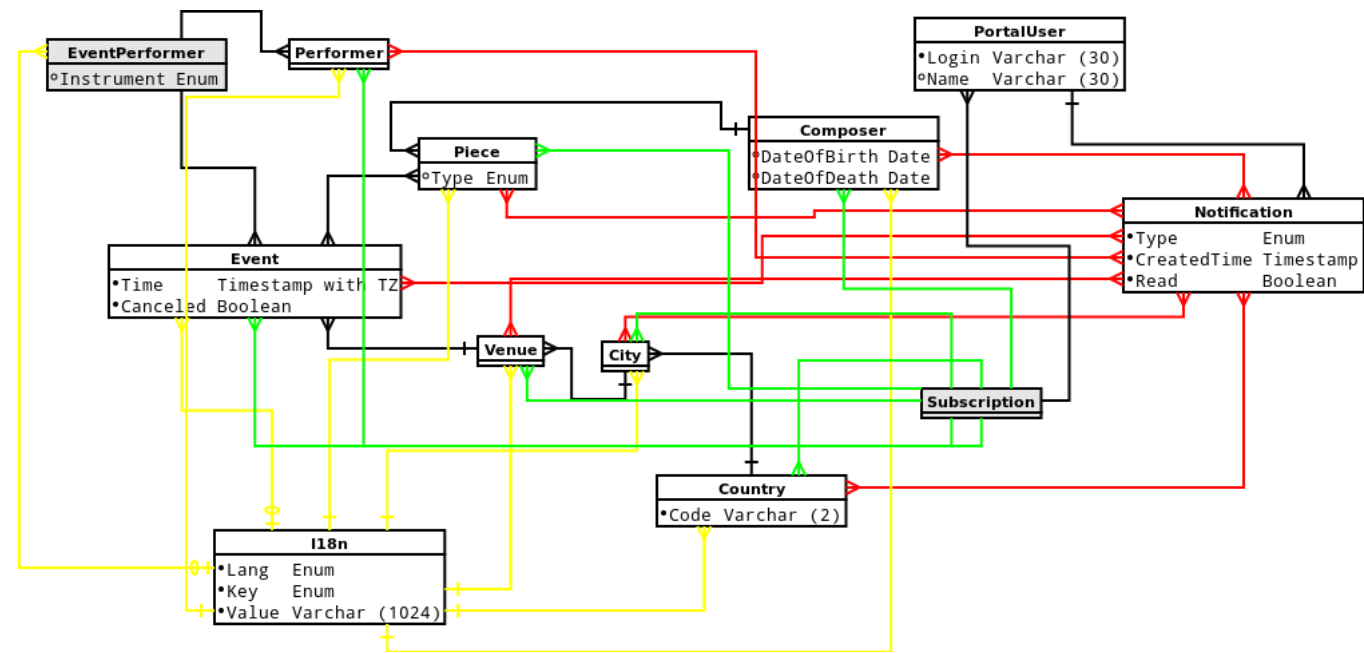 EventPerformer
Instrument Enum
Performer
PortalUser
Login Varchar (30)
Name Varchar (30)
Piece
Type Enum
Composer
DateOfBirth Date
DateOfDeath Date
Notification
Type Enum
CreatedTime Timestamp
Read Boolean
Event
Time Timestamp with TZ
Canceled Boolean
Venue
City
Subscription
Country
Code Varchar (2)
I18n
Lang Enum
Key Enum
Value Varchar (1024)